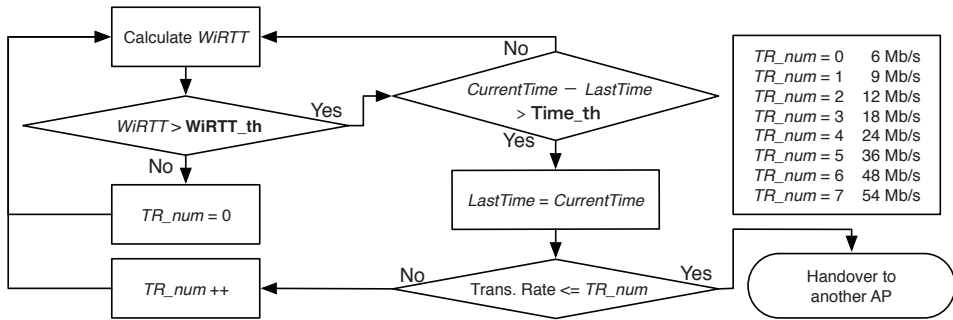 Calculate WiRTT
WiRTT > WiRTT_th
Yes
No
TR_num = 0
TR_num ++
No
CurrentTime − LastTime
> Time_th
Yes
LastTime = CurrentTime
No
Trans. Rate <= TR_num
Yes
TR_num = 0 6 Mb/s
TR_num = 1 9 Mb/s
TR_num = 2 12 Mb/s
TR_num = 3 18 Mb/s
TR_num = 4 24 Mb/s
TR_num = 5 36 Mb/s
TR_num = 6 48 Mb/s
TR_num = 7 54 Mb/s
Handover to
another AP